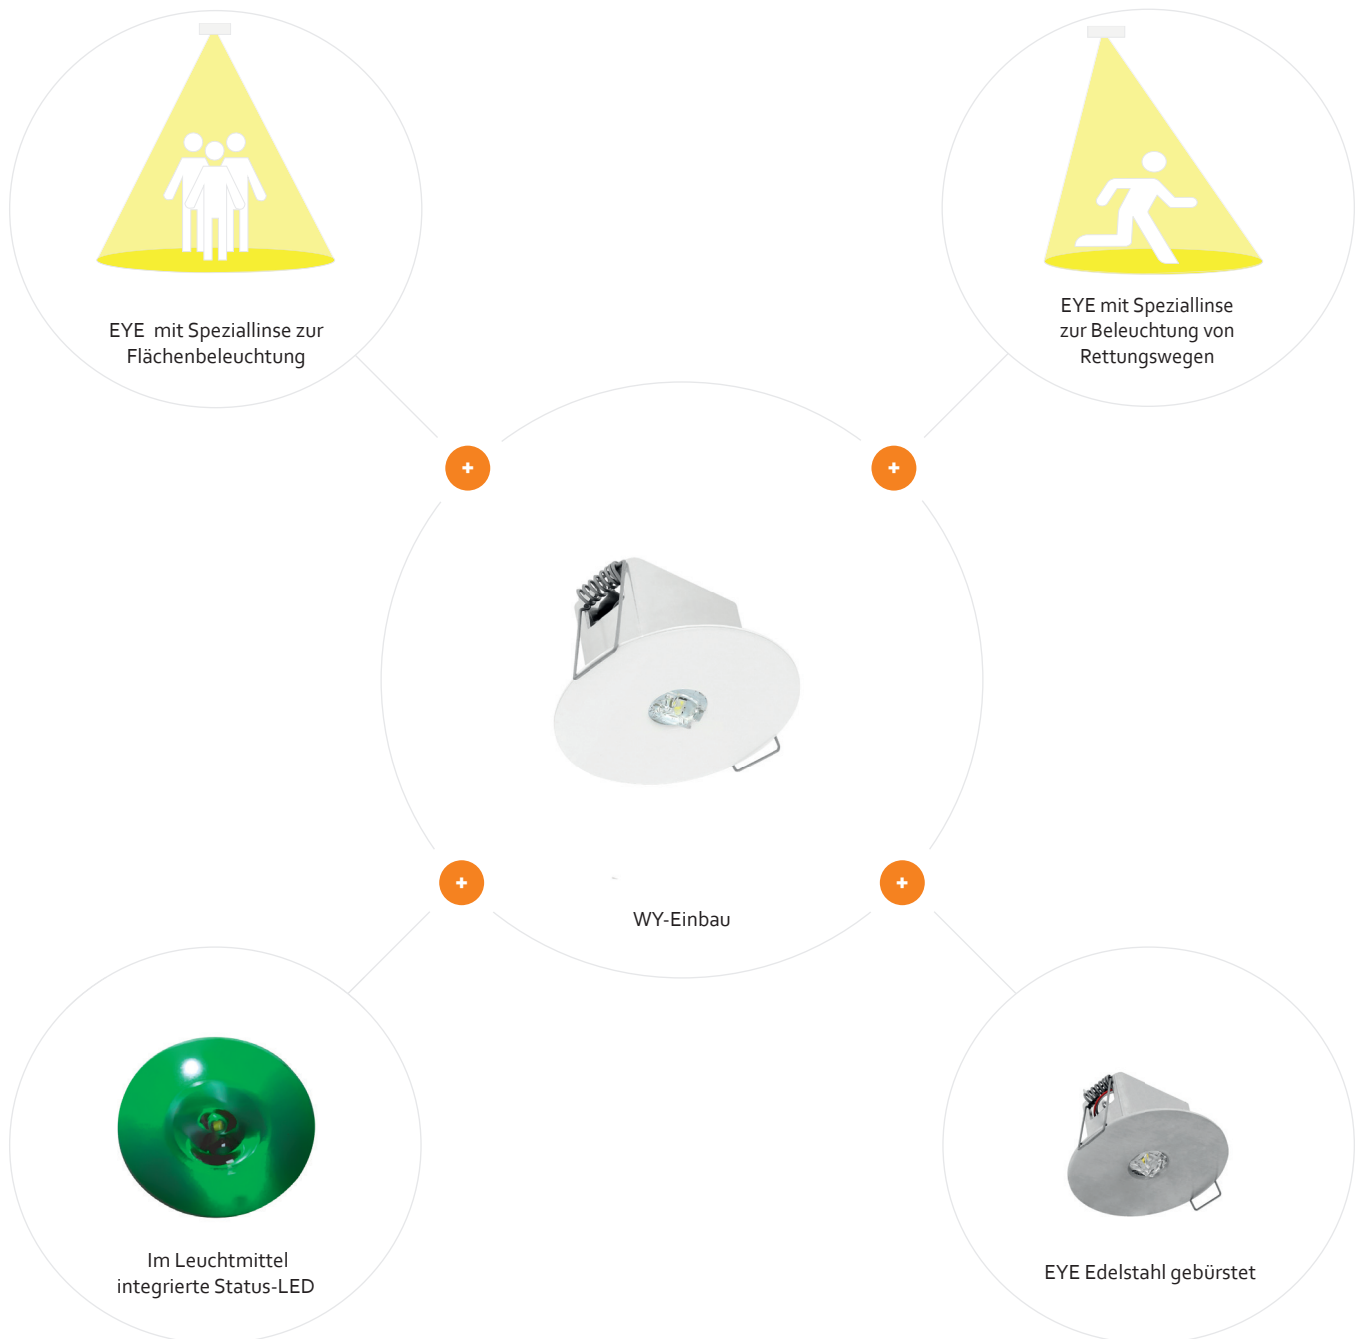 EYE mit Speziallinse zur
Flächenbeleuchtung
EYE mit Speziallinse
zur Beleuchtung von
Rettungswegen
WY-Einbau
Im Leuchtmittel
integrierte Status-LED
EYE Edelstahl gebürstet